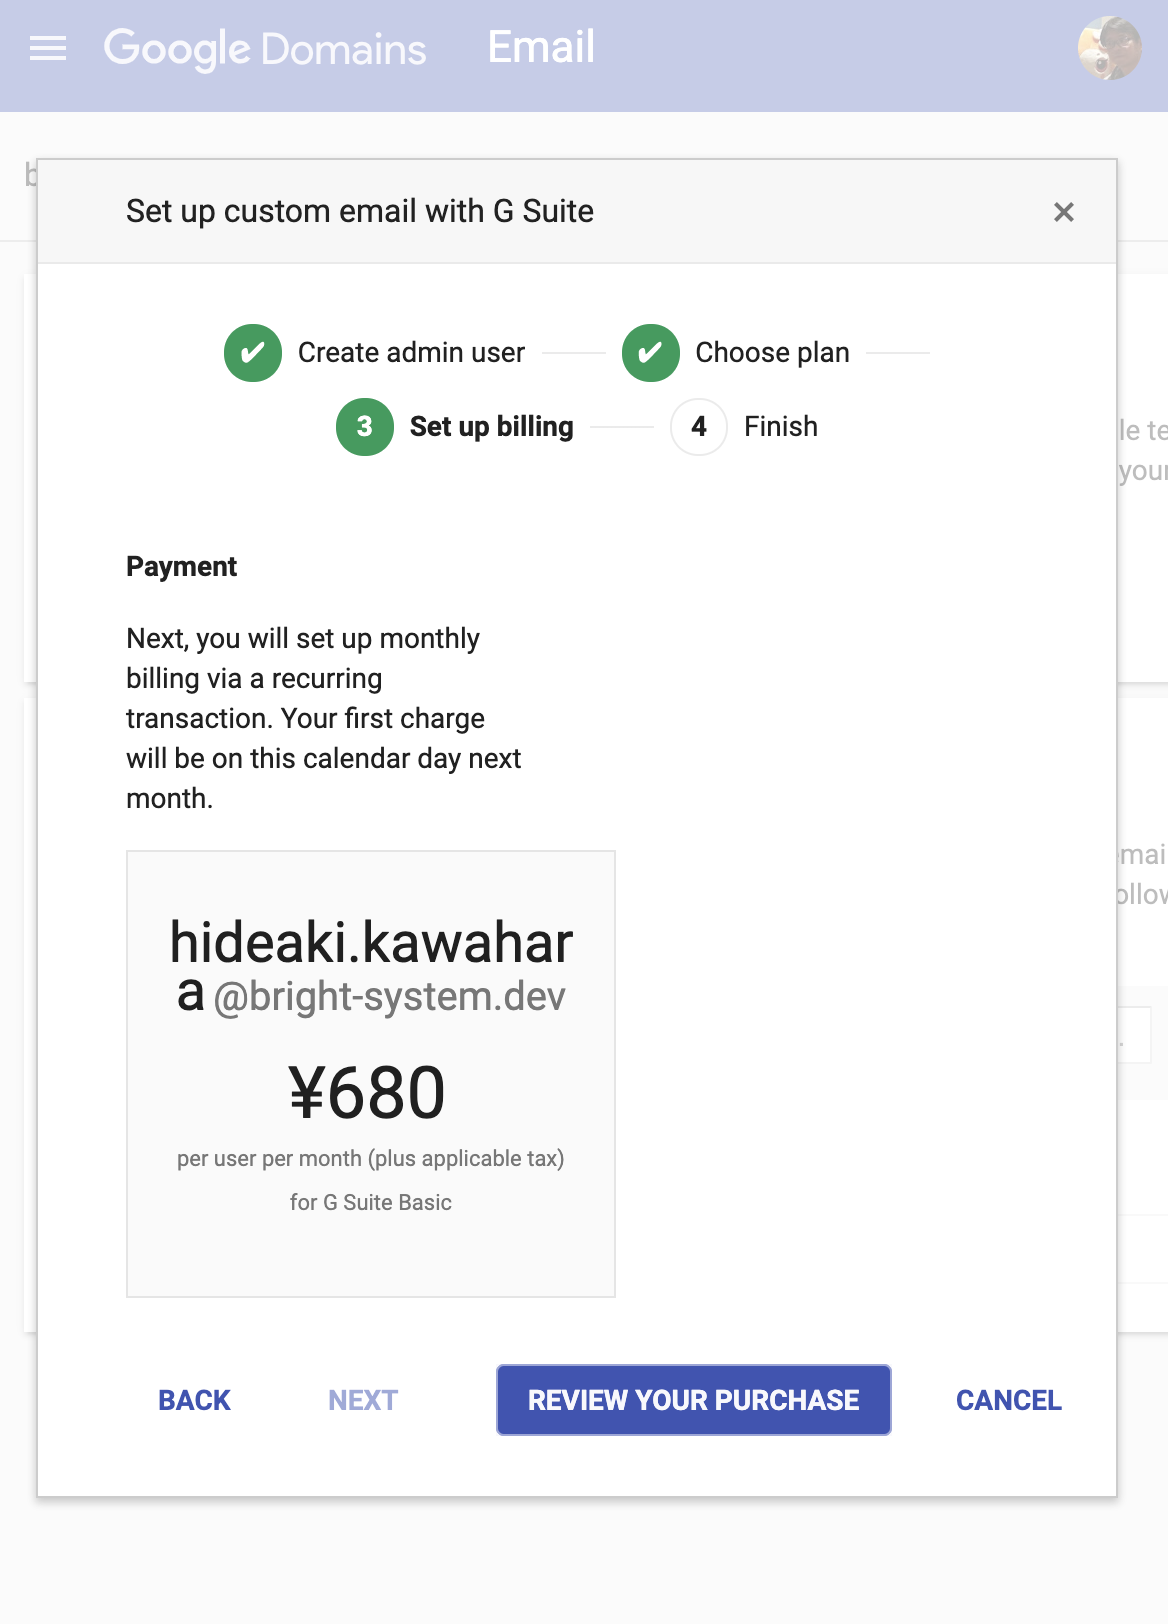 Google Domains Email
b
Set up custom email with G Suite
Create admin user
Choose plan
3 Set up billing
4 Finish
le te
your
Payment
Next, you will set up monthly
billing via a recurring
transaction. Your first charge
will be on this calendar day next
month.
emai
ollow
hideaki.kawahar
a@bright-system.dev
¥680
per user per month (plus applicable tax)
for G Suite Basic
BACK NEXT REVIEW YOUR PURCHASE CANCEL